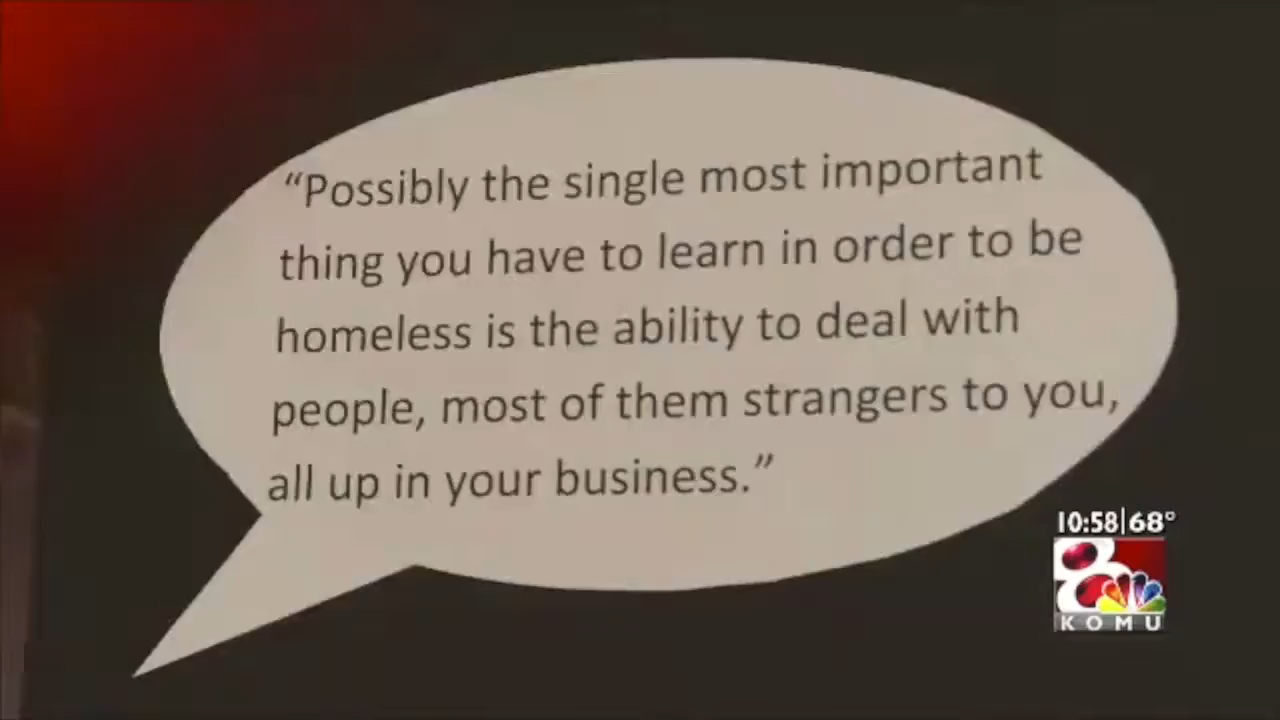 “Possibly the single most important
thing you have to learn in order to be
homeless is the ability to deal with
people, most of them strangers to you,
all up in your business.”
10:58|68°
8
KOMU